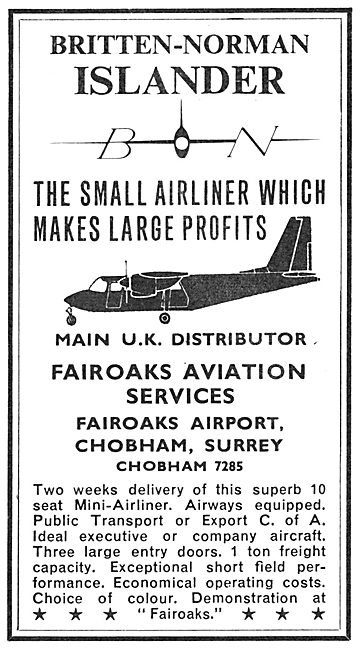 BRITTEN-NORMAN
ISLANDER
B N
THE SMALL AIRLINER WHICH
MAKES LARGE PROFITS
MAIN U.K. DISTRIBUTOR
FAIROAKS AVIATION
SERVICES
FAIROAKS AIRPORT,
CHOBHAM, SURREY
CHOBHAM 7285
Two weeks delivery of this superb 10
seat Mini-Airliner. Airways equipped.
Public Transport or Export C. of A.
Ideal executive or company aircraft.
Three large entry doors. 1 ton freight
capacity. Exceptional short field per-
formance. Economical operating costs.
Choice of colour. Demonstration at
★ ★ ★ "Fairoaks." ★ ★ ★